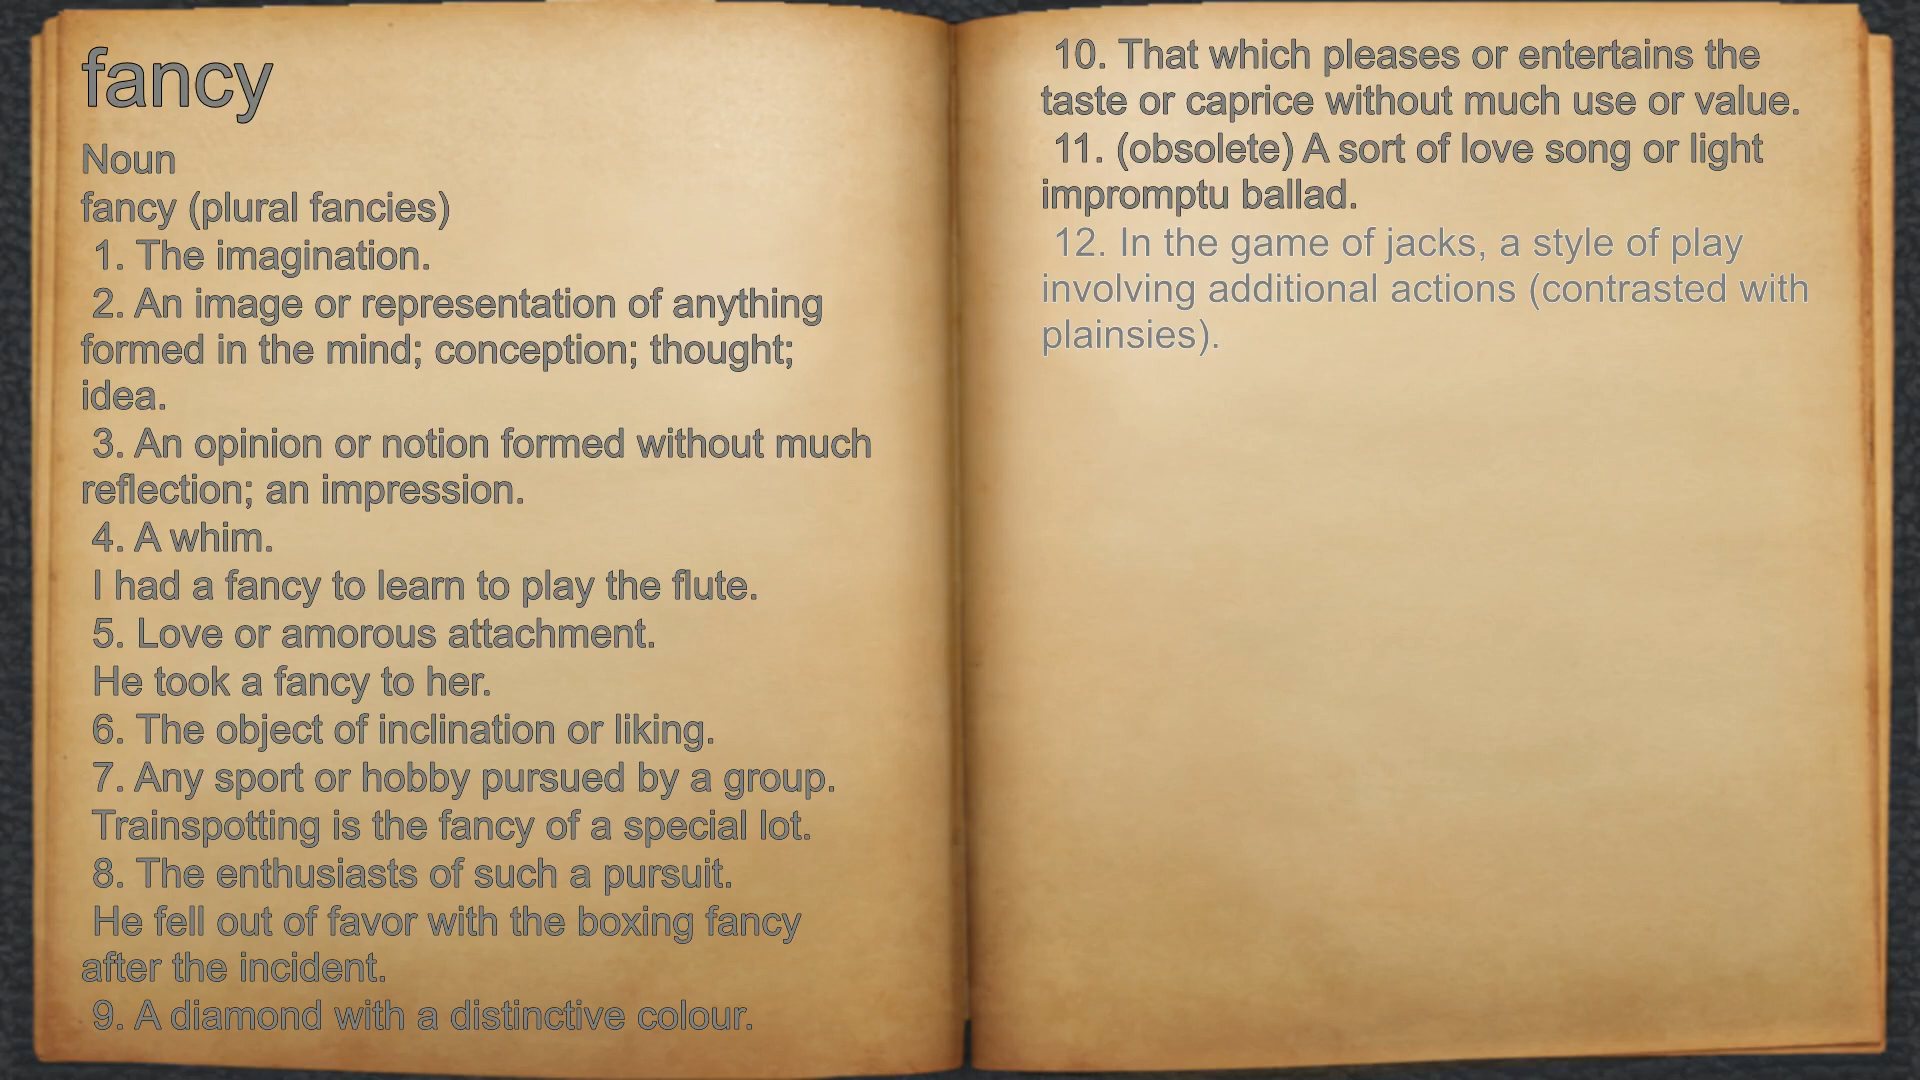 fancy
Noun
fancy (plural fancies)
1. The imagination.
2. An image or representation of anything
formed in the mind; conception; thought;
idea.
3. An opinion or notion formed without much
reflection; an impression.
4. A whim.
I had a fancy to learn to play the flute.
5. Love or amorous attachment.
He took a fancy to her.
6. The object of inclination or liking.
7. Any sport or hobby pursued by a group.
Trainspotting is the fancy of a special lot.
8. The enthusiasts of such a pursuit.
He fell out of favor with the boxing fancy
after the incident.
9. A diamond with a distinctive colour.
10. That which pleases or entertains the
taste or caprice without much use or value.
11. (obsolete) A sort of love song or light
impromptu ballad.
12. In the game of jacks, a style of play
involving additional actions (contrasted with
plainsies).